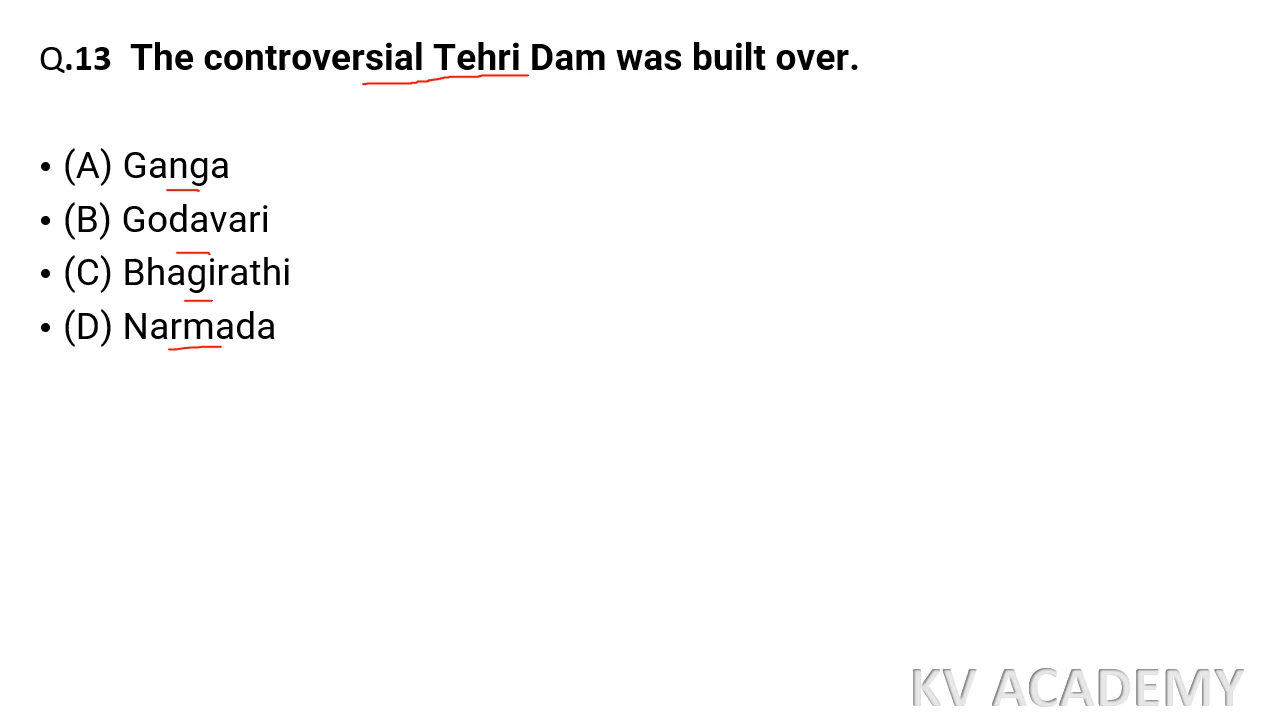 Q.13 The controversial Tehri Dam was built over.
• (A) Ganga
• (B) Godavari
• (C) Bhagirathi
• (D) Narmada
KV ACADEMY